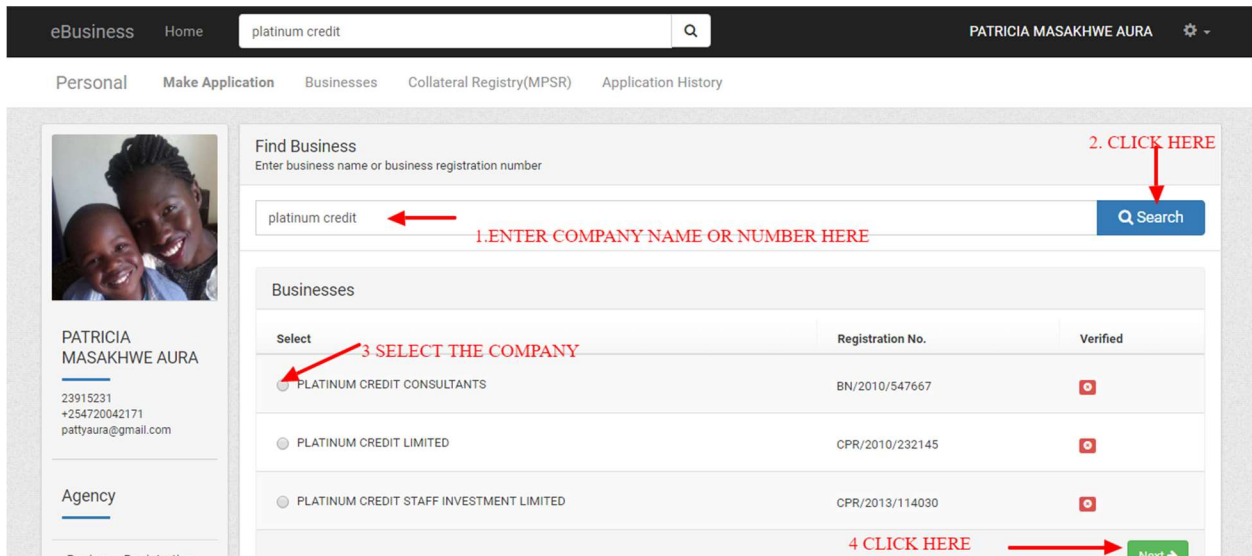 eBusiness Home platinum credit PATRICIA MASAKHWE AURA
Personal Make Application Businesses Collateral Registry(MPSR) Application History
Find Business
Enter business name or business registration number
2. CLICK HERE
platinum credit
Search
1.ENTER COMPANY NAME OR NUMBER HERE
Businesses
PATRICIA
MASAKHWE AURA
23915231
+254720042171
pattyaura@gmail.com
Agency
Select Registration No. Verified
3 SELECT THE COMPANY
PLATINUM CREDIT CONSULTANTS BN/2010/547667
PLATINUM CREDIT LIMITED CPR/2010/232145
PLATINUM CREDIT STAFF INVESTMENT LIMITED CPR/2013/114030
4 CLICK HERE
Next